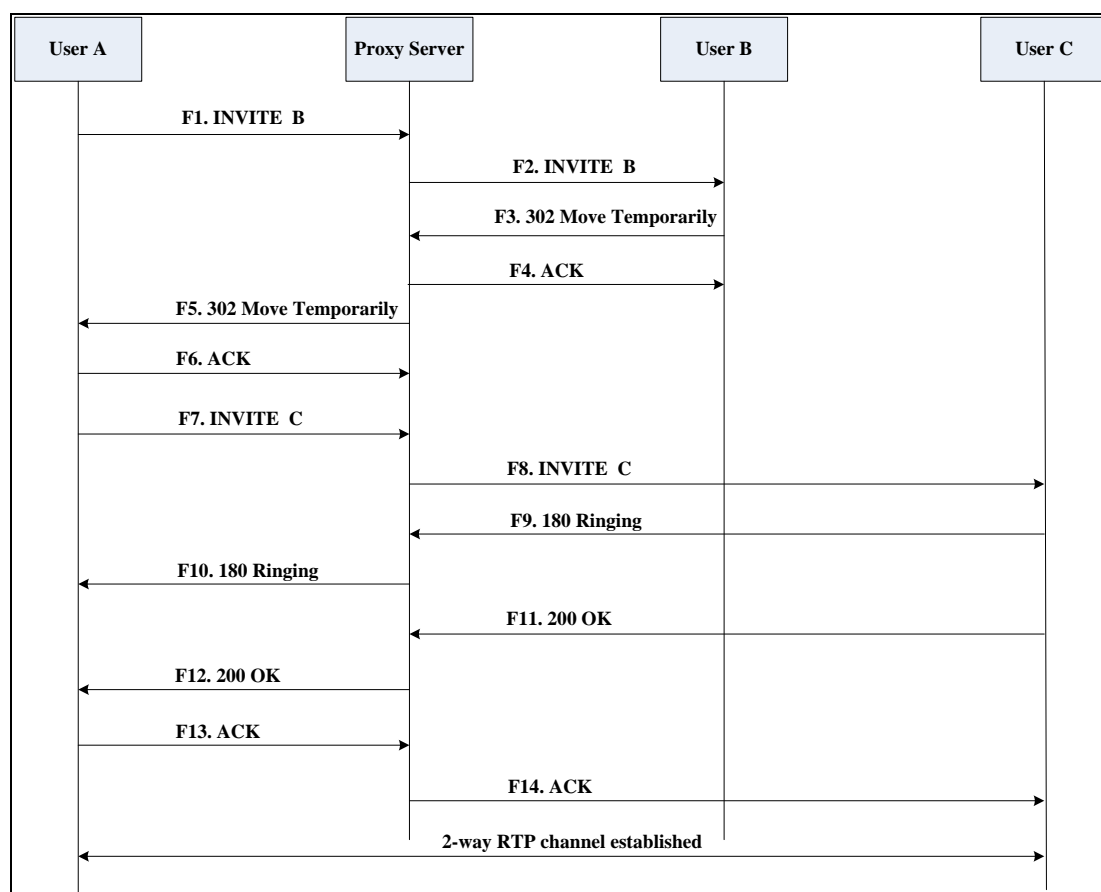 User A
Proxy Server
User B
User C
F1. INVITE B
F2. INVITE B
F3. 302 Move Temporarily
F4. ACK
F5. 302 Move Temporarily
F6. ACK
F7. INVITE C
F8. INVITE C
F9. 180 Ringing
F10. 180 Ringing
F11. 200 OK
F12. 200 OK
F13. ACK
F14. ACK
2-way RTP channel established